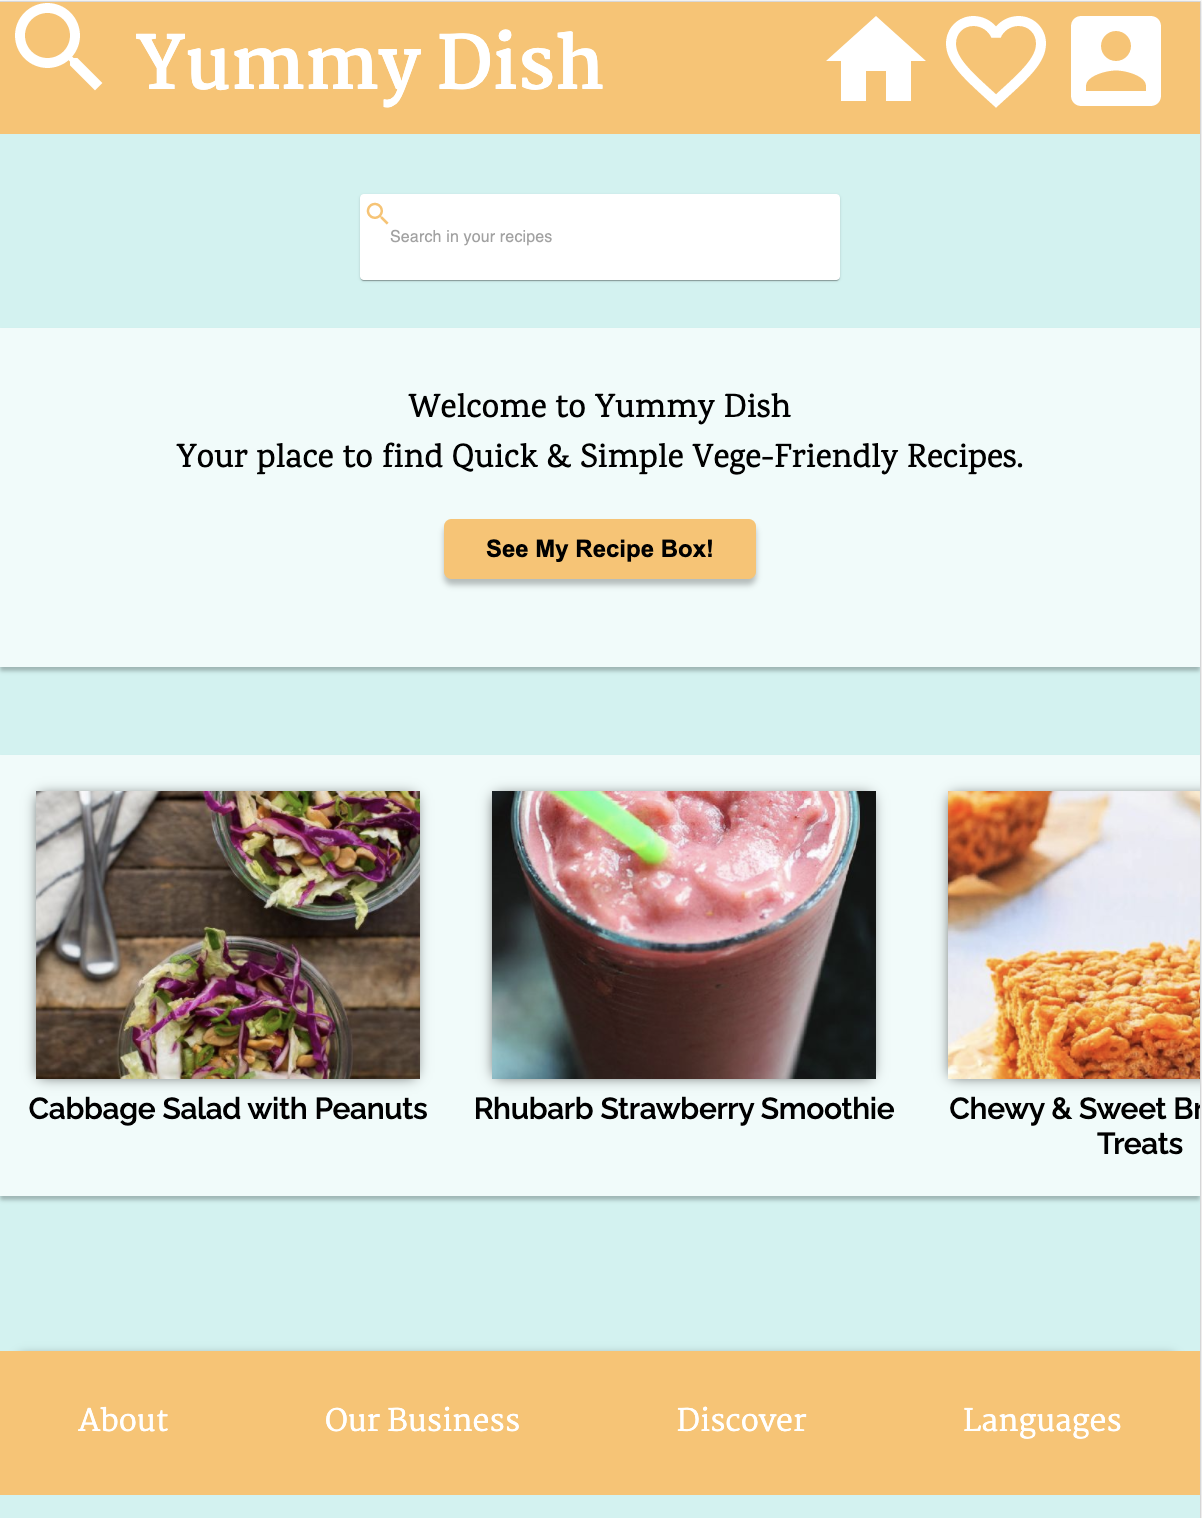 Yummy Dish
Search in your recipes
Welcome to Yummy Dish
Your place to find Quick & Simple Vege-Friendly Recipes.
See My Recipe Box!
Cabbage Salad with Peanuts
Rhubarb Strawberry Smoothie
Chewy & Sweet
Treats
About
Our Business
Discover
Languages